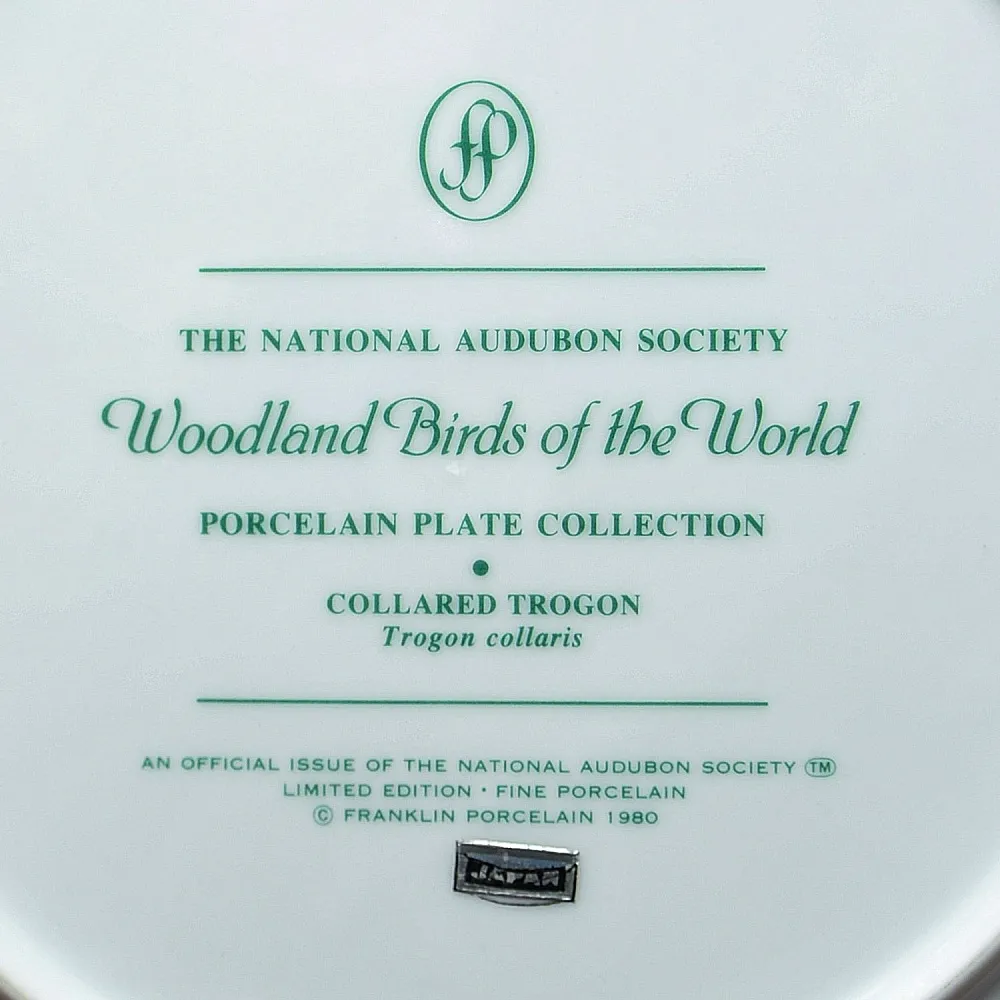 fp
THE NATIONAL AUDUBON SOCIETY
Woodland Birds of the World
PORCELAIN PLATE COLLECTION
•
COLLARED TROGON
Trogon collaris
AN OFFICIAL ISSUE OF THE NATIONAL AUDUBON SOCIETY TM
LIMITED EDITION • FINE PORCELAIN
© FRANKLIN PORCELAIN 1980
JAPAN